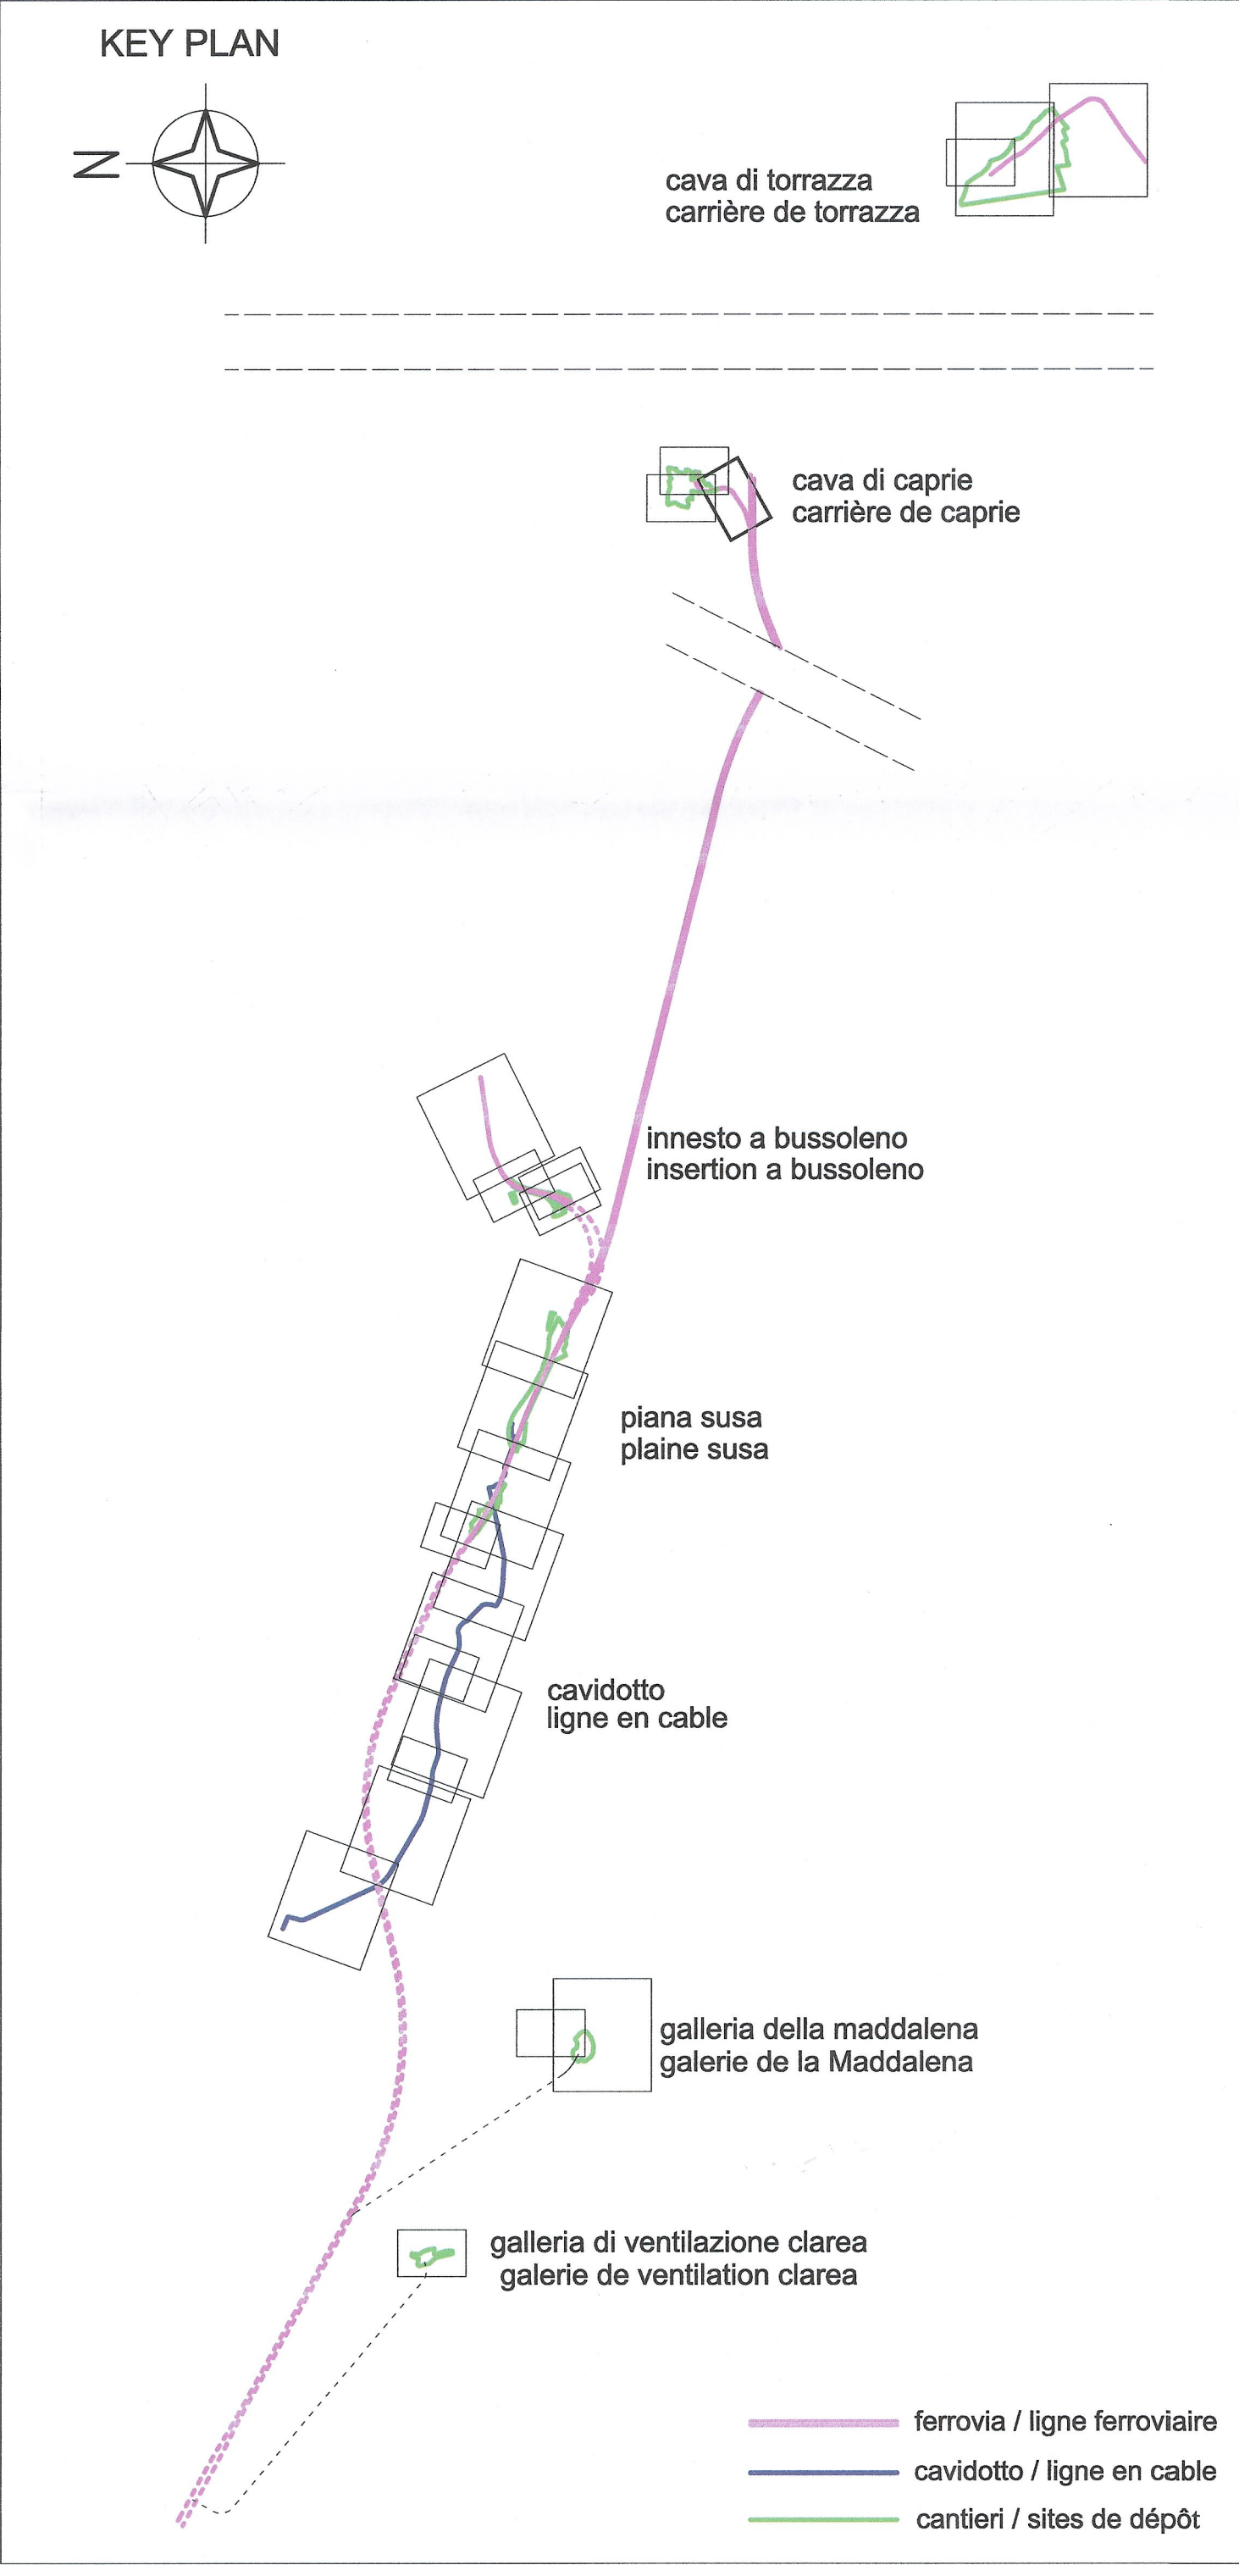 KEY PLAN
N
cava di torrazza
carrière de torrazza
cava di caprie
carrière de caprie
innesto a bussoleno
insertion a bussoleno
piana susa
plaine susa
cavidotto
ligne en cable
galleria della maddalena
galerie de la Maddalena
galleria di ventilazione clarea
galerie de ventilation clarea
ferrovia / ligne ferroviaire
cavidotto / ligne en cable
cantieri / sites de dépôt